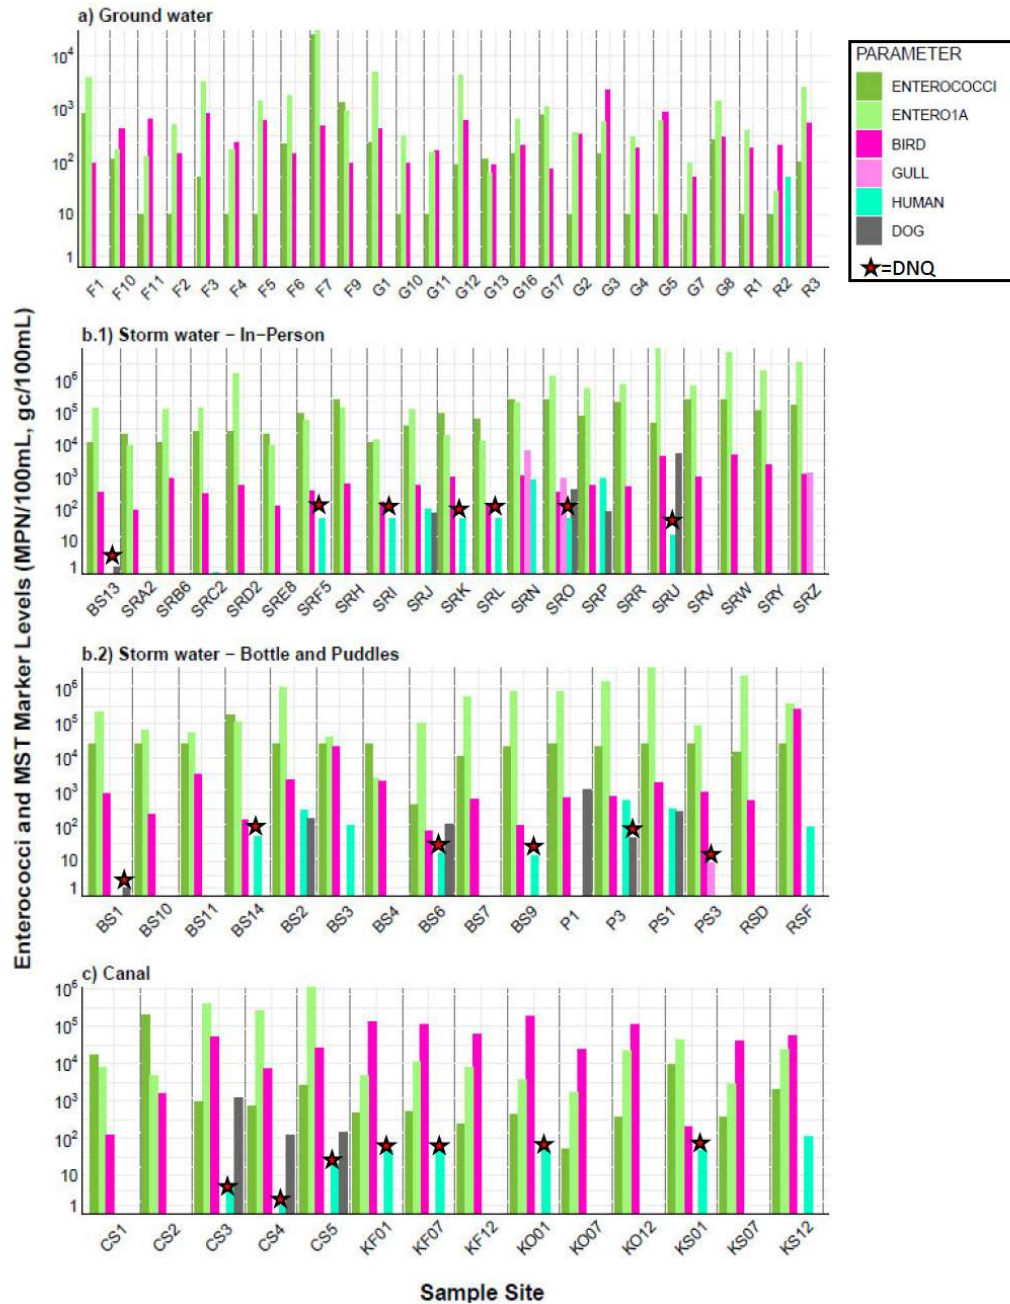 a) Ground water
10⁴
10³
10²
10
1
F1 F10 F11 F2 F3 F4 F5 F6 F7 F9 G1 G10 G11 G12 G13 G16 G17 G2 G3 G4 G5 G7 G8 R1 R2 R3
PARAMETER
ENTEROCOCCI
ENTERO1A
BIRD
GULL
HUMAN
DOG
=DNQ
Enterococci and MST Marker Levels (MPN/100mL, gc/100mL)
b.1) Storm water – In–Person
10⁶
10⁵
10⁴
10³
10²
10
1
BS13 SRA2 SRB6 SRC2 SRD2 SRE8 SRF5 SRH SRI SRJ SRK SRL SRN SRO SRP SRR SRU SRV SRW SRY SRZ
b.2) Storm water – Bottle and Puddles
10⁶
10⁵
10⁴
10³
10²
10
1
BS1 BS10 BS11 BS14 BS2 BS3 BS4 BS6 BS7 BS9 P1 P3 PS1 PS3 RSD RSF
c) Canal
10⁶
10⁵
10⁴
10³
10²
10
1
CS1 CS2 CS3 CS4 CS5 KF01 KF07 KF12 KO01 KO07 KO12 KS01 KS07 KS12
Sample Site